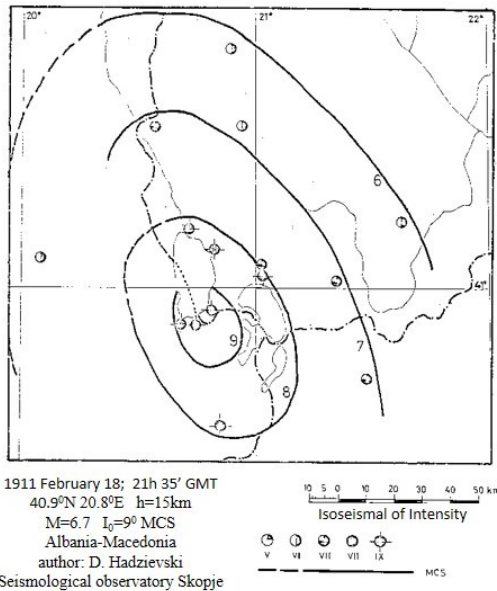 20°
21°
22°
6
41°
7
9
8
1911 February 18; 21h 35' GMT
40.9⁰N 20.8⁰E h=15km
M=6.7 I₀=9⁰ MCS
Albania-Macedonia
author: D. Hadzievski
Seismological observatory Skopje
10 5 0 10 20 30 40 50 km
Isoseismal of Intensity
V VI VII VII IX
MCS